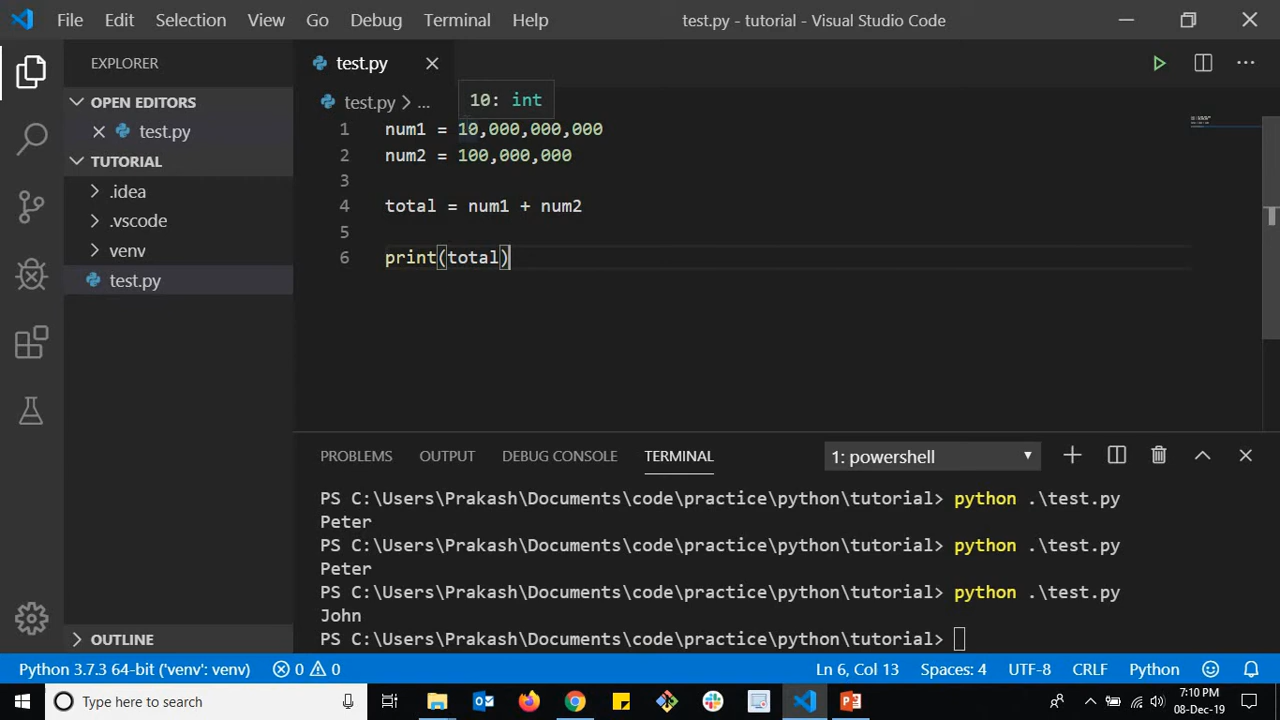 File Edit Selection View Go Debug Terminal Help test.py - tutorial - Visual Studio Code
EXPLORER
OPEN EDITORS
test.py
TUTORIAL
.idea
.vscode
venv
test.py
OUTLINE
test.py
test.py > ...
10: int
1 num1 = 10,000,000,000
2 num2 = 100,000,000
3
4 total = num1 + num2
5
6 print(total)
PROBLEMS OUTPUT DEBUG CONSOLE TERMINAL 1: powershell
PS C:\Users\Prakash\Documents\code\practice\python\tutorial> python .\test.py
Peter
PS C:\Users\Prakash\Documents\code\practice\python\tutorial> python .\test.py
Peter
PS C:\Users\Prakash\Documents\code\practice\python\tutorial> python .\test.py
John
PS C:\Users\Prakash\Documents\code\practice\python\tutorial>
Python 3.7.3 64-bit ('venv': venv) 0 0 Ln 6, Col 13 Spaces: 4 UTF-8 CRLF Python
Type here to search
7:10 PM
08-Dec-19